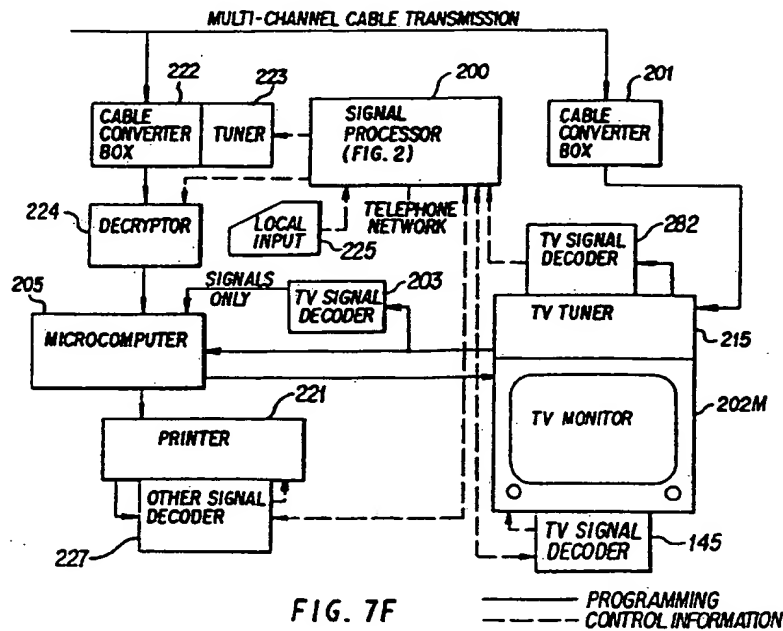 MULTI-CHANNEL CABLE TRANSMISSION
222
223
200
201
CABLE
CONVERTER
BOX
TUNER
SIGNAL
PROCESSOR
(FIG. 2)
CABLE
CONVERTER
BOX
224
DECRYPTOR
LOCAL
INPUT
225
TELEPHONE
NETWORK
282
TV SIGNAL
DECODER
205
SIGNALS
ONLY
203
TV SIGNAL
DECODER
MICROCOMPUTER
TV TUNER
215
221
202M
TV MONITOR
PRINTER
OTHER SIGNAL
DECODER
227
TV SIGNAL
DECODER
145
FIG. 7F
PROGRAMMING
CONTROL INFORMATION